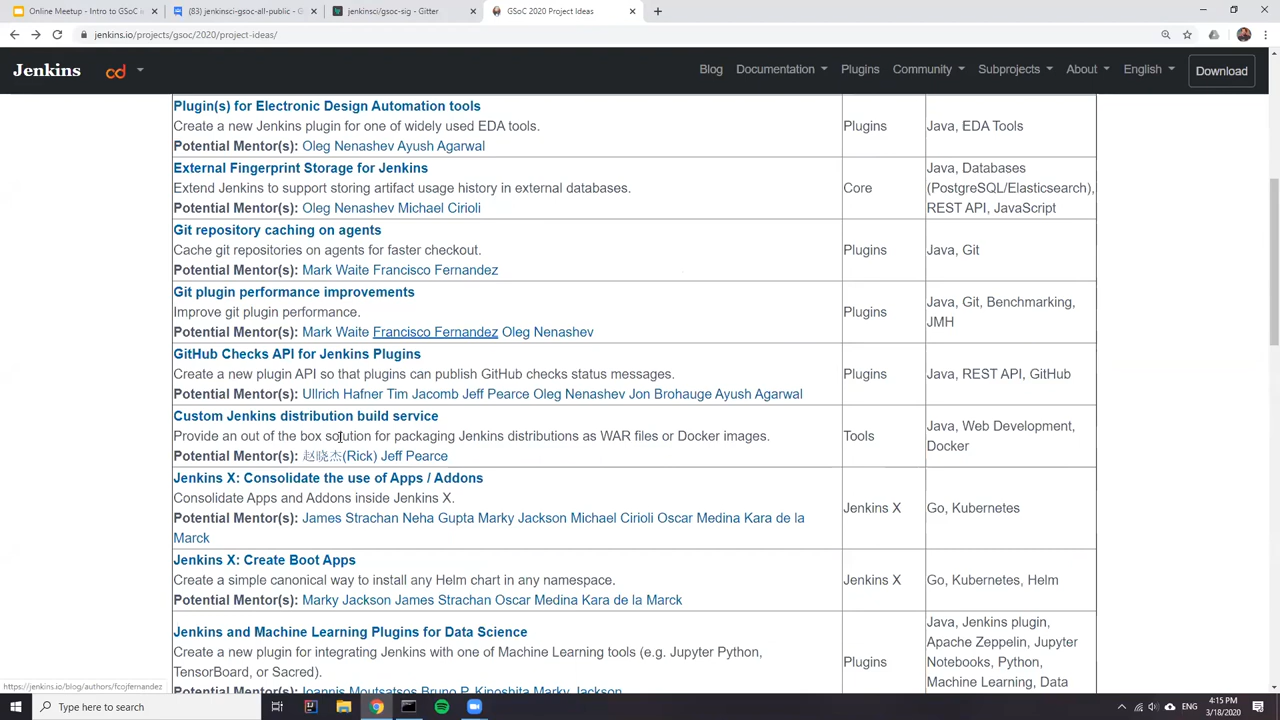 Online Meetup - Intro to GSoC i
(83) jenkinsci-gsoc-all-public - G
jenkinsci/gsoc-sig - Gitter
GSoC 2020 Project Ideas
jenkins.io/projects/gsoc/2020/project-ideas/
Jenkins
cd
Blog
Documentation
Plugins
Community
Subprojects
About
English
Download
Plugin(s) for Electronic Design Automation tools
Create a new Jenkins plugin for one of widely used EDA tools.
Potential Mentor(s): Oleg Nenashev Ayush Agarwal
Plugins
Java, EDA Tools
External Fingerprint Storage for Jenkins
Extend Jenkins to support storing artifact usage history in external databases.
Potential Mentor(s): Oleg Nenashev Michael Cirioli
Core
Java, Databases
(PostgreSQL/Elasticsearch),
REST API, JavaScript
Git repository caching on agents
Cache git repositories on agents for faster checkout.
Potential Mentor(s): Mark Waite Francisco Fernandez
Plugins
Java, Git
Git plugin performance improvements
Improve git plugin performance.
Potential Mentor(s): Mark Waite Francisco Fernandez Oleg Nenashev
Plugins
Java, Git, Benchmarking,
JMH
GitHub Checks API for Jenkins Plugins
Create a new plugin API so that plugins can publish GitHub checks status messages.
Potential Mentor(s): Ullrich Hafner Tim Jacomb Jeff Pearce Oleg Nenashev Jon Brohauge Ayush Agarwal
Plugins
Java, REST API, GitHub
Custom Jenkins distribution build service
Provide an out of the box solution for packaging Jenkins distributions as WAR files or Docker images.
Potential Mentor(s): 赵晓杰(Rick) Jeff Pearce
Tools
Java, Web Development,
Docker
Jenkins X: Consolidate the use of Apps / Addons
Consolidate Apps and Addons inside Jenkins X.
Potential Mentor(s): James Strachan Neha Gupta Marky Jackson Michael Cirioli Oscar Medina Kara de la
Marck
Jenkins X
Go, Kubernetes
Jenkins X: Create Boot Apps
Create a simple canonical way to install any Helm chart in any namespace.
Potential Mentor(s): Marky Jackson James Strachan Oscar Medina Kara de la Marck
Jenkins X
Go, Kubernetes, Helm
Jenkins and Machine Learning Plugins for Data Science
Create a new plugin for integrating Jenkins with one of Machine Learning tools (e.g. Jupyter Python,
TensorBoard, or Sacred).
Potential Mentor(s): Ioannis Moutsatsos Bruno P. Kinoshita Marky Jackson
Plugins
Java, Jenkins plugin,
Apache Zeppelin, Jupyter
Notebooks, Python,
Machine Learning, Data
https://jenkins.io/blog/authors/fcojfernandez
Type here to search
ENG
4:15 PM
3/18/2020